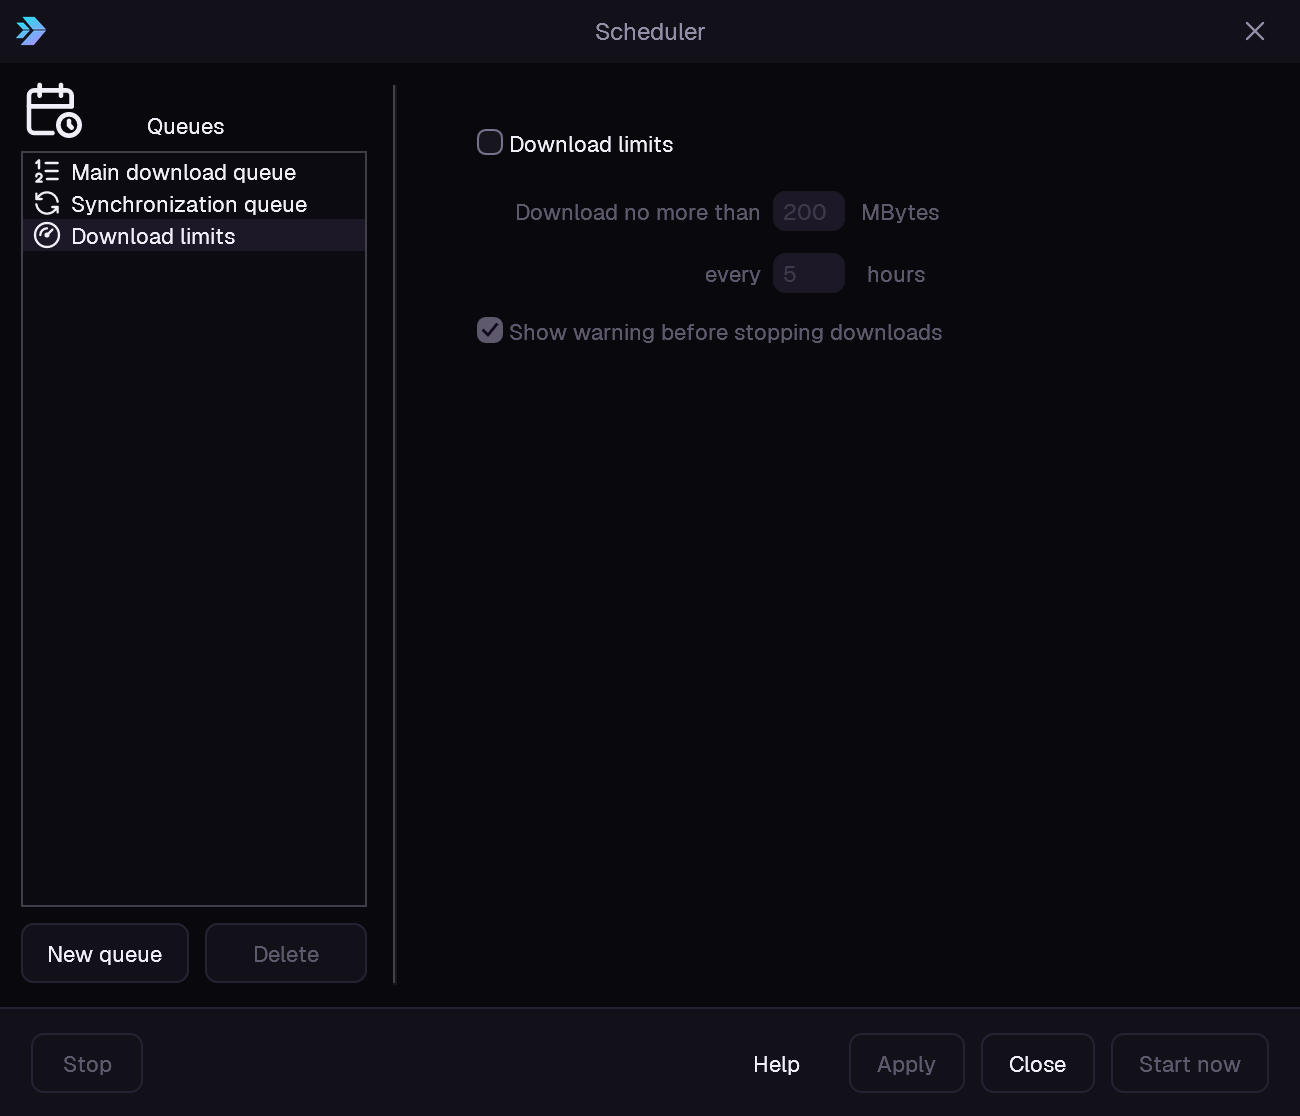 Scheduler
Queues
Main download queue
Synchronization queue
Download limits
New queue
Delete
Download limits
Download no more than 200 MBytes
every 5 hours
Show warning before stopping downloads
Stop
Help
Apply
Close
Start now